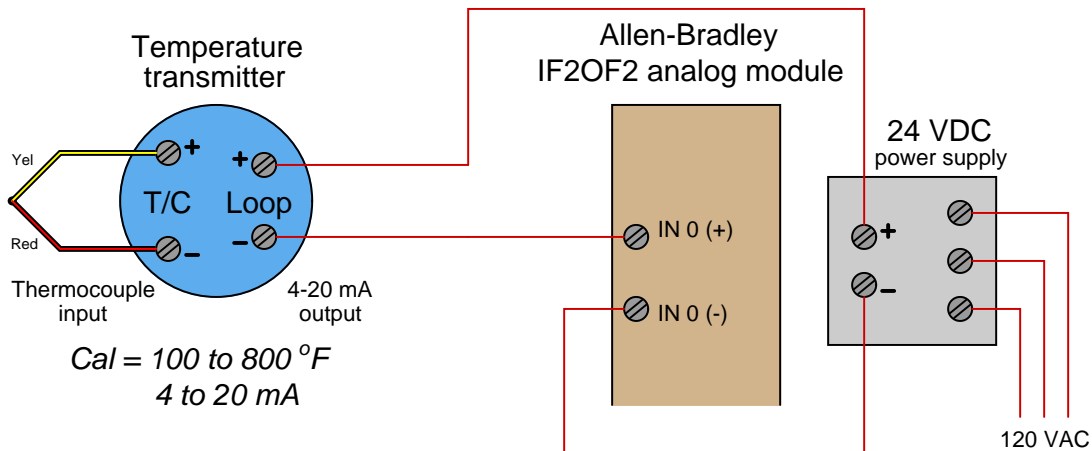 Temperature
transmitter
Allen-Bradley
IF2OF2 analog module
24 VDC
power supply
Yel
Red
+
-
T/C
+
-
Loop
Thermocouple
input
4-20 mA
output
IN 0 (+)
IN 0 (-)
+
-
Cal = 100 to 800 °F
4 to 20 mA
120 VAC